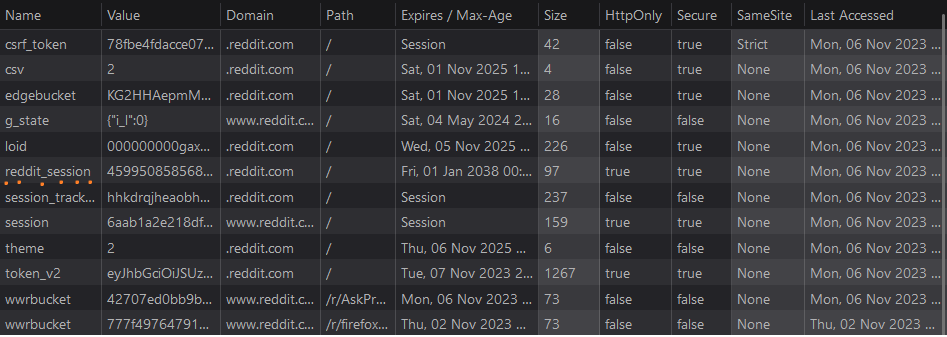 Name Value Domain Path Expires / Max-Age Size HttpOnly Secure SameSite Last Accessed
csrf_token 78fbe4fdacce07... .reddit.com / Session 42 false true Strict Mon, 06 Nov 2023 ...
csv 2 .reddit.com / Sat, 01 Nov 2025 1... 4 false true None Mon, 06 Nov 2023 ...
edgebucket KG2HHAepmM... .reddit.com / Sat, 01 Nov 2025 1... 28 false true None Mon, 06 Nov 2023 ...
g_state {"i_l":0} www.reddit.c... / Sat, 04 May 2024 2... 16 false false None Mon, 06 Nov 2023 ...
loid 000000000gax... .reddit.com / Wed, 05 Nov 2025 ... 226 false true None Mon, 06 Nov 2023 ...
reddit_session 459950858568... .reddit.com / Fri, 01 Jan 2038 00:... 97 true true None Mon, 06 Nov 2023 ...
session_track... hhkdrqjheaobh... .reddit.com / Session 237 false true None Mon, 06 Nov 2023 ...
session 6aab1a2e218df... www.reddit.c... / Session 159 true true None Mon, 06 Nov 2023 ...
theme 2 .reddit.com / Thu, 06 Nov 2025 ... 6 false false None Mon, 06 Nov 2023 ...
token_v2 eyJhbGciOiJSUz... .reddit.com / Tue, 07 Nov 2023 2... 1267 true true None Mon, 06 Nov 2023 ...
wwrbucket 42707ed0bb9b... www.reddit.c... /r/AskPr... Mon, 06 Nov 2023 ... 73 false false None Mon, 06 Nov 2023 ...
wwrbucket 777f49764791... www.reddit.c... /r/firefox... Thu, 02 Nov 2023 ... 73 false false None Thu, 02 Nov 2023 ...